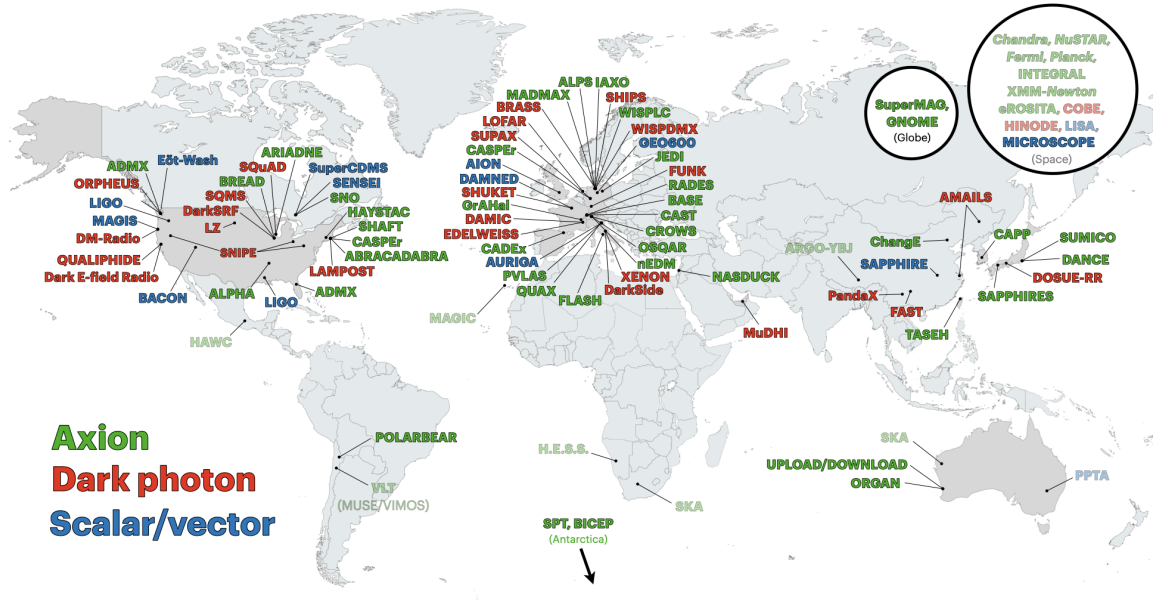 Chandra, NuSTAR,
Fermi, Planck,
INTEGRAL
XMM-Newton
eROSITA, COBE,
HINODE, LISA,
MICROSCOPE
(Space)
SuperMAG,
GNOME
(Globe)
ALPS IAXO
MADMAX
SHIPS
BRASS
WISPLC
LOFAR
WISPDMX
SUPAX
GEO600
CASPEr
JEDI
AION
FUNK
DAMNED
RADES
SHUKET
BASE
GrAHal
CAST
DAMIC
CROWS
EDELWEISS
OSQAR
CADEx
nEDM
AURIGA
XENON
PVLAS
DarkSide
QUAX
FLASH
NASDUCK
MAGIC
MuDHI
ARIADNE
Eöt-Wash
ADMX
SQuAD
SuperCDMS
ORPHEUS
BREAD
SENSEI
SQMS
SNO
LIGO
DarkSRF
HAYSTAC
MAGIS
LZ
SHAFT
DM-Radio
CASPEr
SNIPE
ABRACADABRA
QUALIPHIDE
LAMPOST
Dark E-field Radio
BACON
ALPHA
LIGO
ADMX
HAWC
AMAILS
ARGO-YBJ
ChangE
CAPP
SUMICO
SAPPHIRE
DANCE
DOSUE-RR
PandaX
SAPPHIRES
FAST
TASEH
POLARBEAR
VLT
(MUSE/VIMOS)
H.E.S.S.
SKA
SKA
UPLOAD/DOWNLOAD
ORGAN
PPTA
SPT, BICEP
(Antarctica)
Axion
Dark photon
Scalar/vector